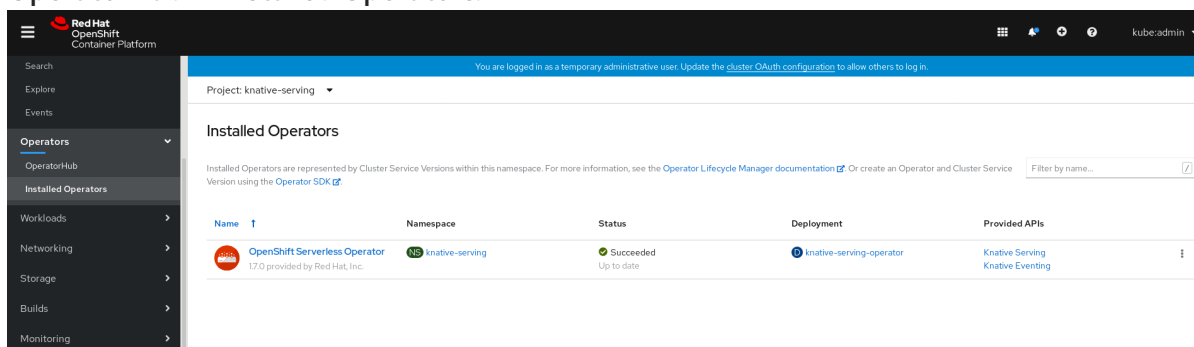 Red Hat
OpenShift
Container Platform
kube:admin
Search
Explore
Events
Operators
OperatorHub
Installed Operators
Workloads
Networking
Storage
Builds
Monitoring
You are logged in as a temporary administrative user. Update the cluster OAuth configuration to allow others to log in.
Project: knative-serving
Installed Operators
Installed Operators are represented by Cluster Service Versions within this namespace. For more information, see the Operator Lifecycle Manager documentation. Or create an Operator and Cluster Service
Version using the Operator SDK.
Filter by name...
/
Name Namespace Status Deployment Provided APIs
OpenShift Serverless Operator NS knative-serving Succeeded D knative-serving-operator Knative Serving
1.7.0 provided by Red Hat, Inc. Up to date Knative Eventing